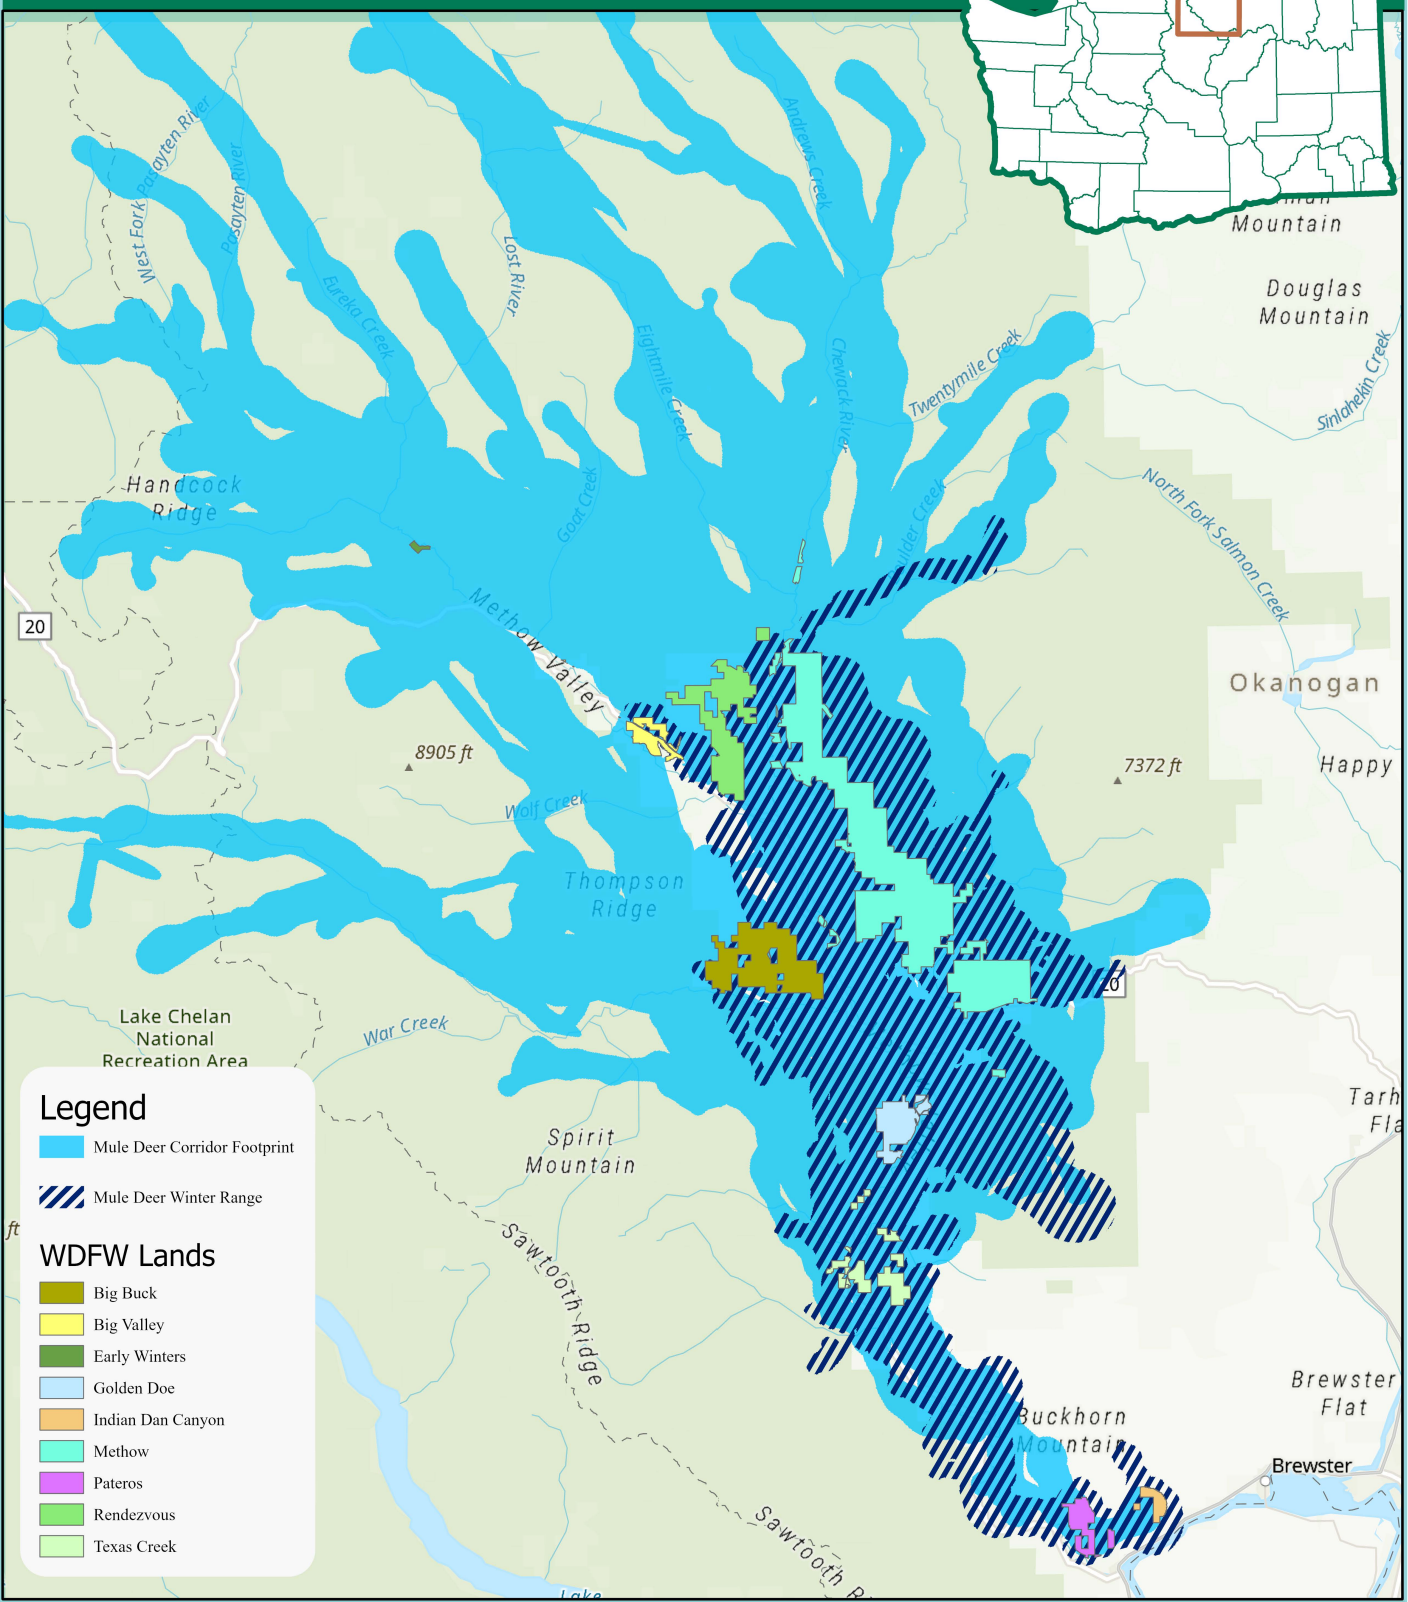 Mountain
Douglas
Mountain
Andrews Creek
West Fork Pasayten River
Pasayten River
Lost River
Eureka Creek
Eightmile Creek
Chewack River
Twentymile Creek
Sinlahekin Creek
Handcock
Ridge
Goat Creek
North Fork Salmon Creek
20
Methow Valley
Okanogan
8905 ft
7372 ft
Happy
Wolf Creek
Thompson
Ridge
20
Lake Chelan
National
Recreation Area
War Creek
Legend
Mule Deer Corridor Footprint
Mule Deer Winter Range
WDFW Lands
Big Buck
Big Valley
Early Winters
Golden Doe
Indian Dan Canyon
Methow
Pateros
Rendezvous
Texas Creek
ft
Spirit
Mountain
Tarh
Fla
Sawtooth Ridge
Brewster
Flat
Buckhorn
Mountain
Brewster
Sawtooth R
Lake